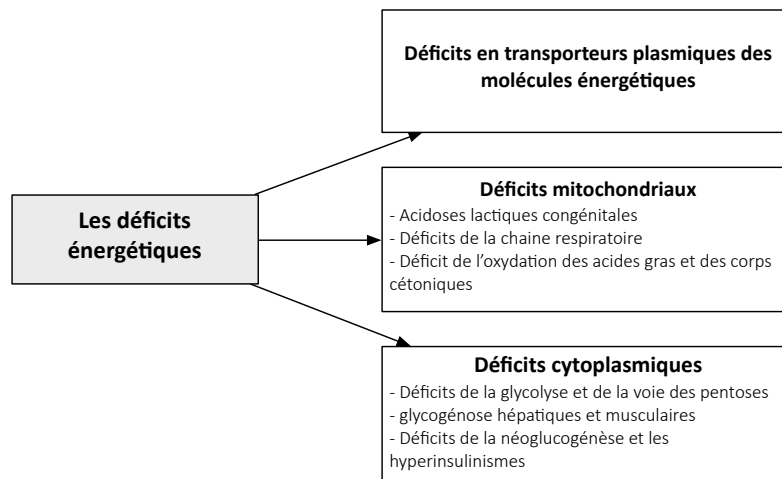 Déficits en transporteurs plasmiques des
molécules énergétiques
Les déficits
énergétiques
Déficits mitochondriaux
- Acidoses lactiques congénitales
- Déficits de la chaine respiratoire
- Déficit de l'oxydation des acides gras et des corps
cétoniques
Déficits cytoplasmiques
- Déficits de la glycolyse et de la voie des pentoses
- glycogénose hépatiques et musculaires
- Déficits de la néoglucogénèse et les
hyperinsulinismes